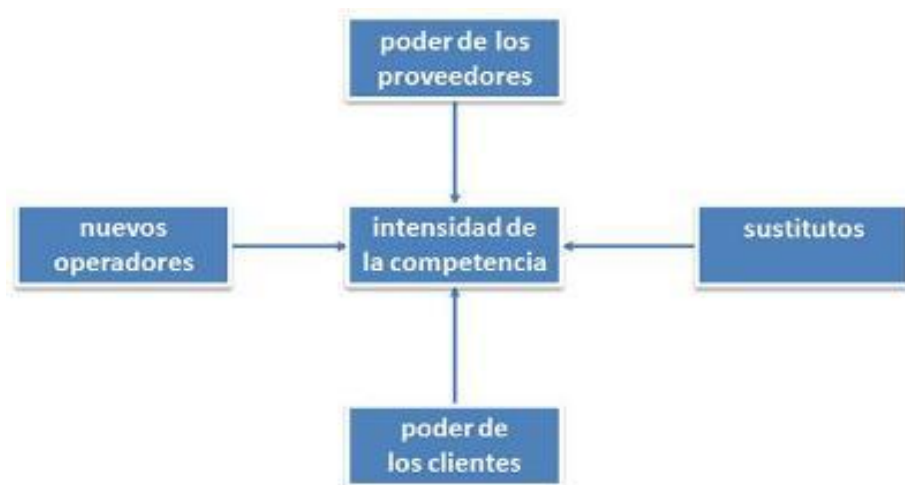 poder de los
proveedores
nuevos
operadores
intensidad de
la competencia
sustitutos
poder de
los clientes